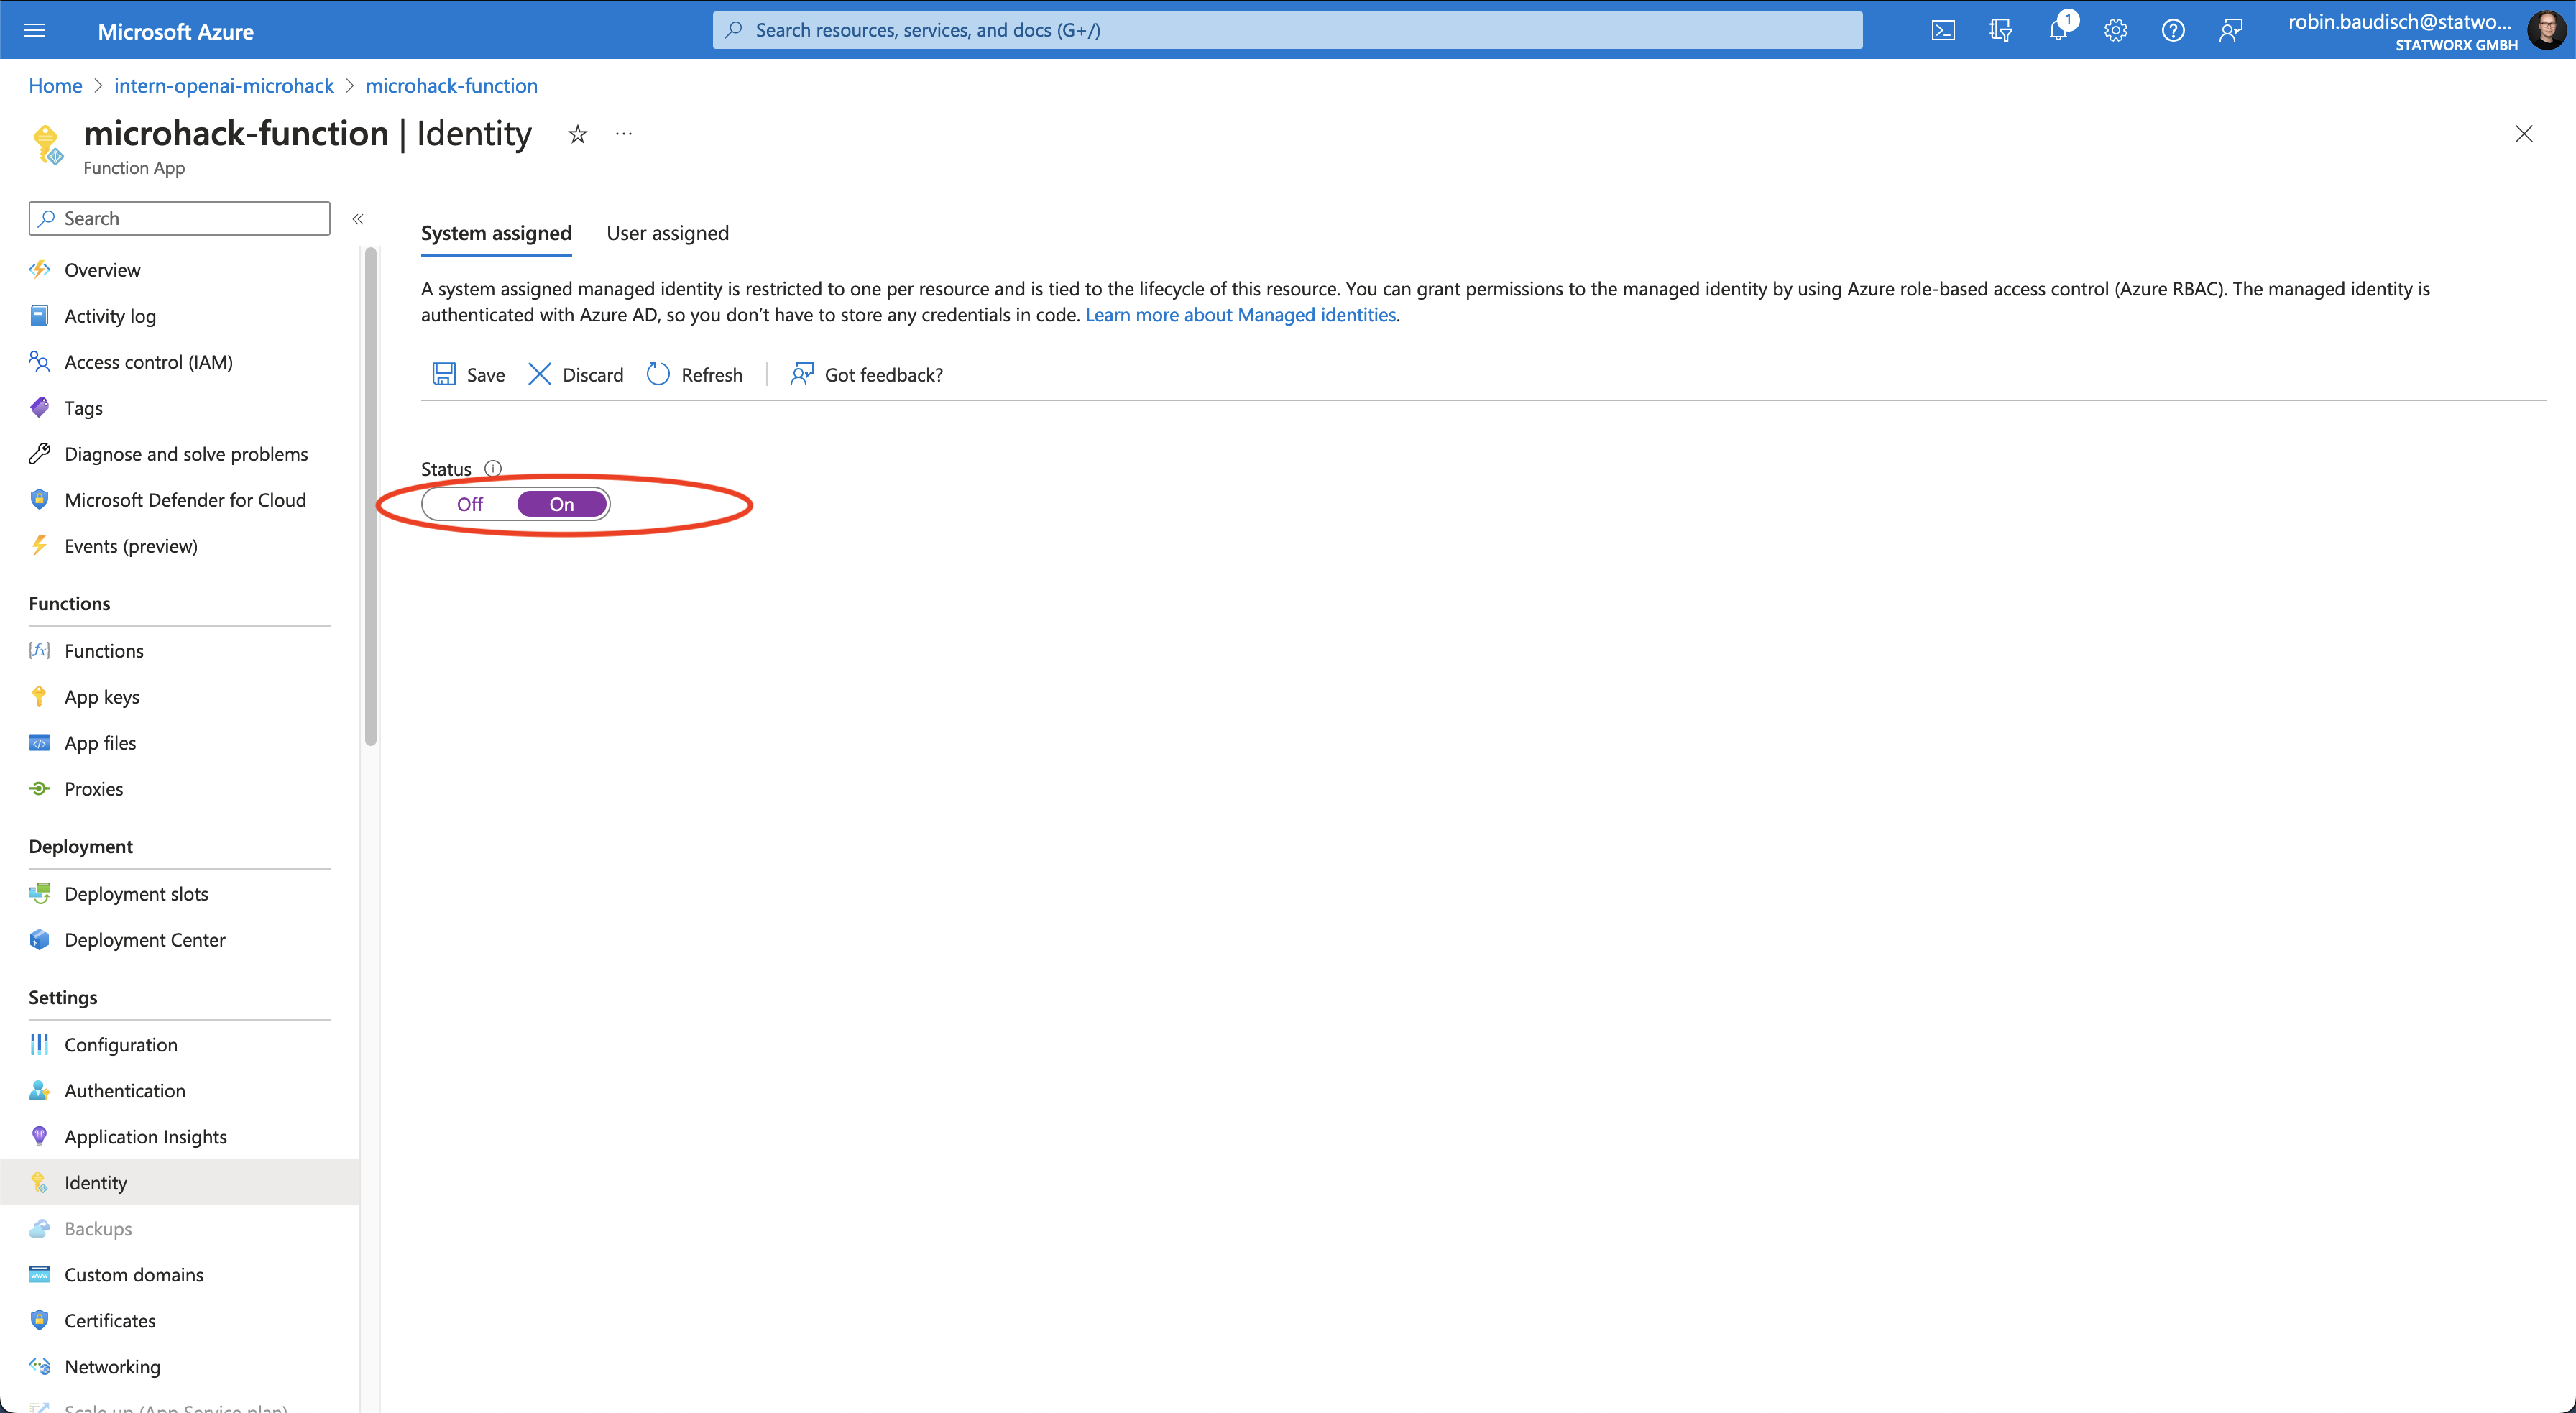 Microsoft Azure
Search resources, services, and docs (G+/)
1
robin.baudisch@statwo...
STATWORX GMBH
Home > intern-openai-microhack > microhack-function
microhack-function | Identity
Function App
Search
Overview
Activity log
Access control (IAM)
Tags
Diagnose and solve problems
Microsoft Defender for Cloud
Events (preview)
Functions
Functions
App keys
App files
Proxies
Deployment
Deployment slots
Deployment Center
Settings
Configuration
Authentication
Application Insights
Identity
Backups
Custom domains
Certificates
Networking
Scale up (App Service plan)
System assigned User assigned
A system assigned managed identity is restricted to one per resource and is tied to the lifecycle of this resource. You can grant permissions to the managed identity by using Azure role-based access control (Azure RBAC). The managed identity is
authenticated with Azure AD, so you don’t have to store any credentials in code. Learn more about Managed identities.
Save Discard Refresh Got feedback?
Status
Off On